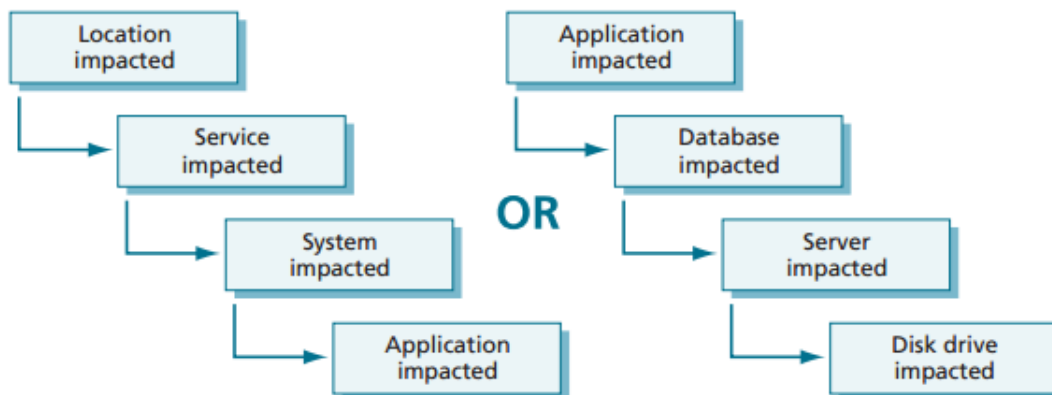 Location
impacted
Service
impacted
System
impacted
Application
impacted
OR
Application
impacted
Database
impacted
Server
impacted
Disk drive
impacted